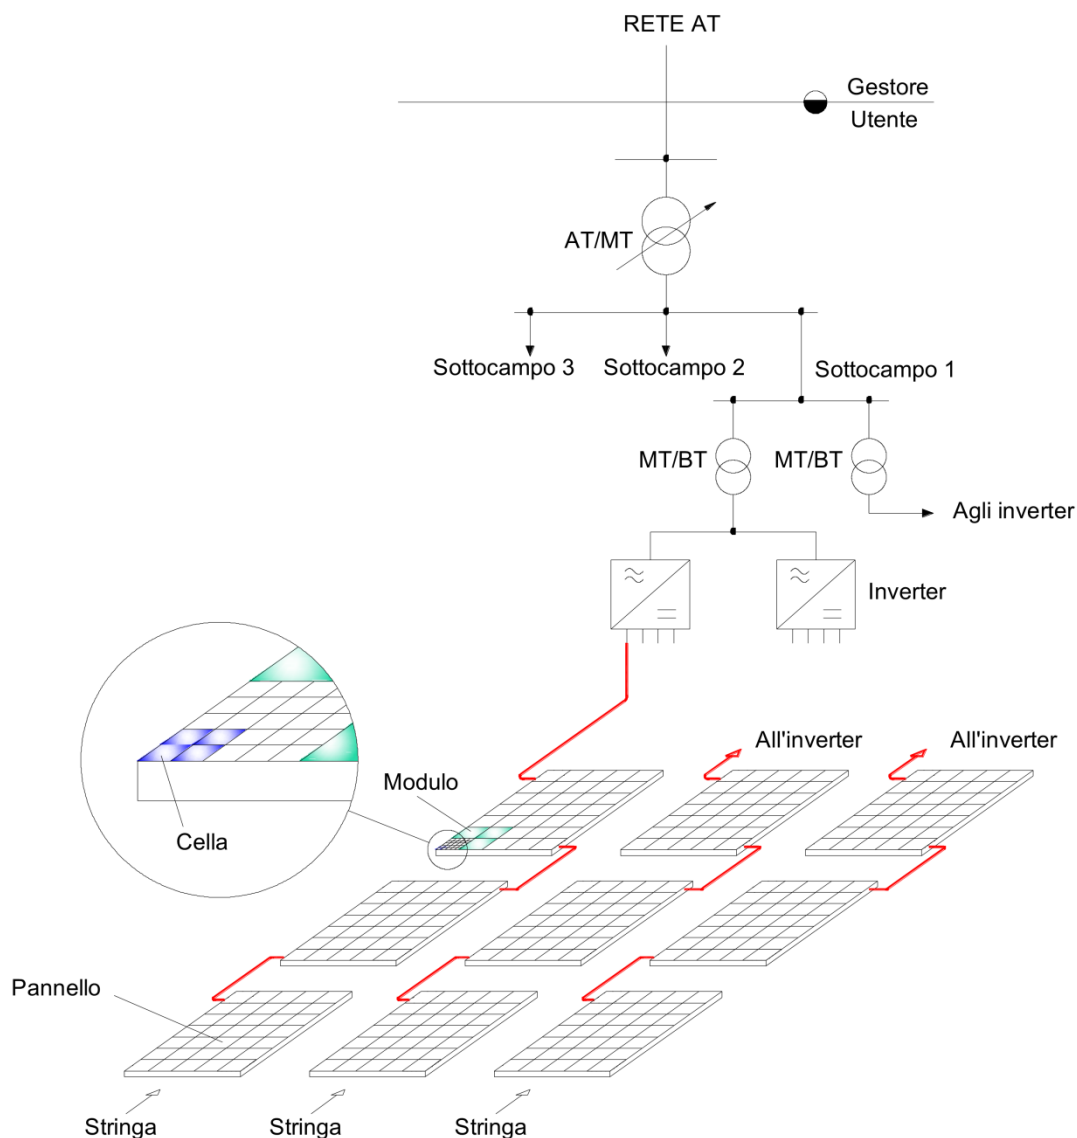 RETE AT
Gestore
Utente
AT/MT
Sottocampo 3
Sottocampo 2
Sottocampo 1
MT/BT
MT/BT
Agli inverter
Inverter
All'inverter
All'inverter
Modulo
Cella
Pannello
Stringa
Stringa
Stringa